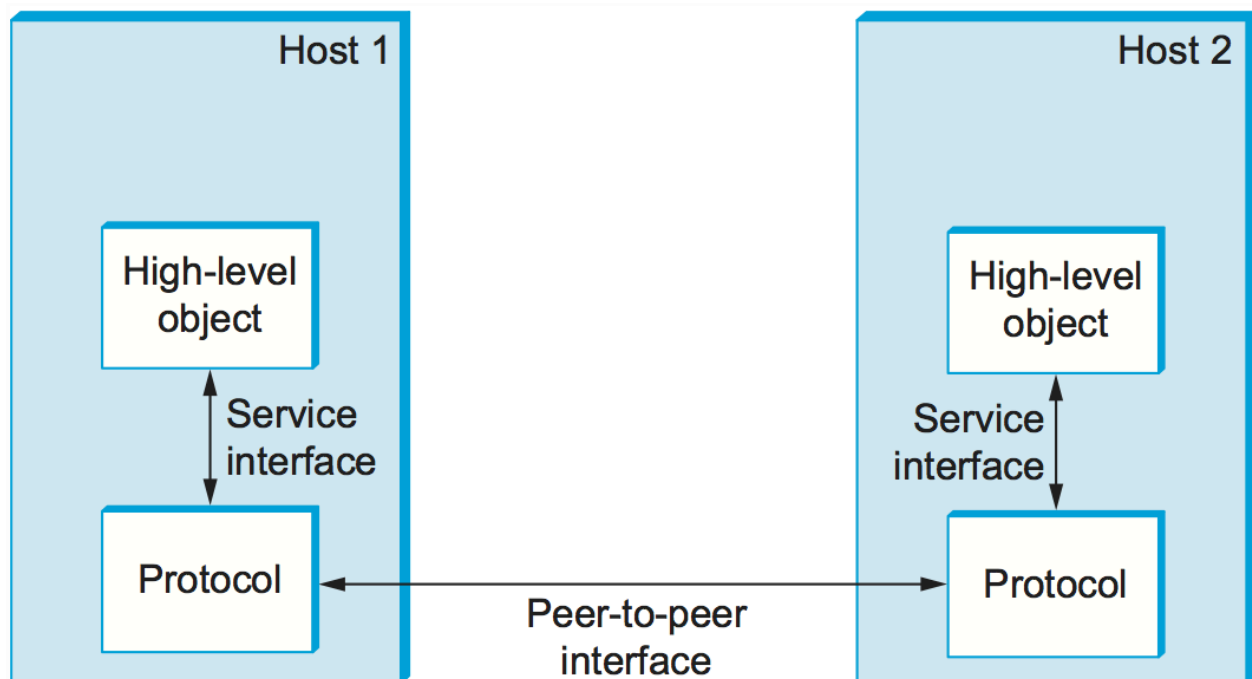 Host 1
High-level
object
Service
interface
Protocol
Peer-to-peer
interface
Host 2
High-level
object
Service
interface
Protocol